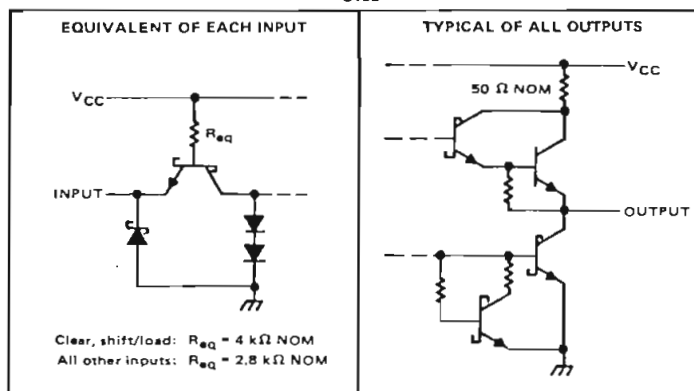 EQUIVALENT OF EACH INPUT
VCC
Req
INPUT
Clear, shift/load: Req = 4 kΩ NOM
All other inputs: Req = 2.8 kΩ NOM
TYPICAL OF ALL OUTPUTS
VCC
50 Ω NOM
OUTPUT